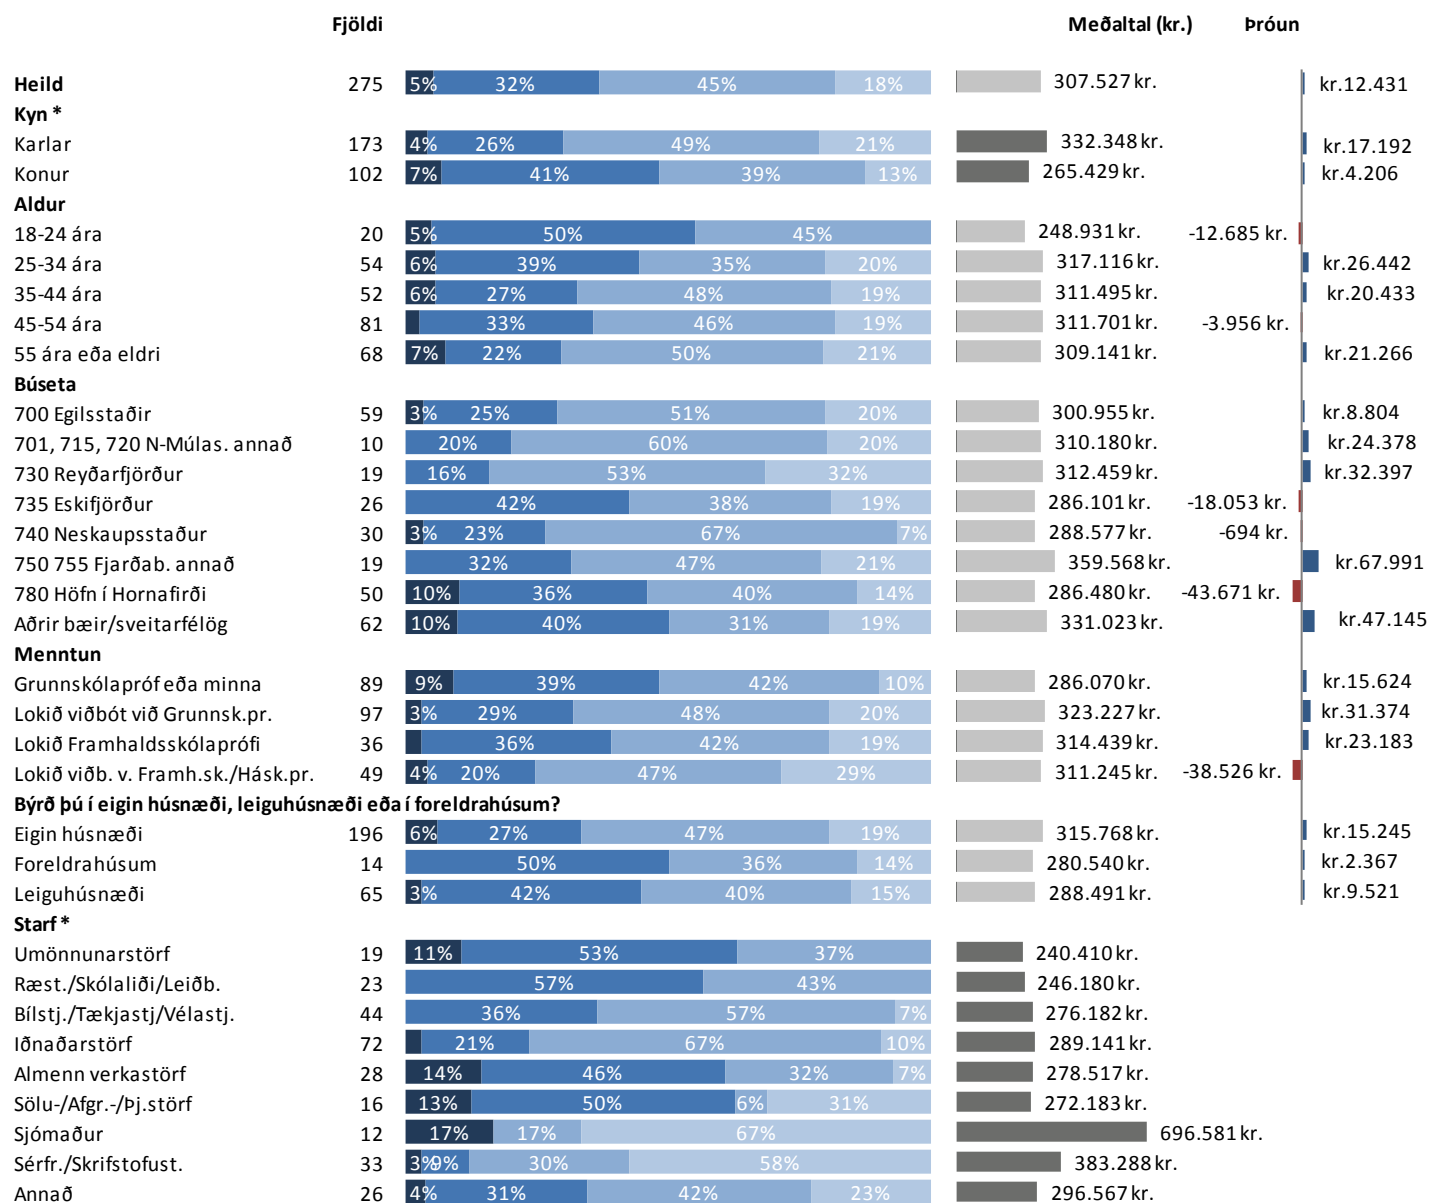 Fjöldi Meðaltal (kr.) Þróun
Heild 275 5% 32% 45% 18% 307.527 kr. kr.12.431
Kyn *
Karlar 173 4% 26% 49% 21% 332.348 kr. kr.17.192
Konur 102 7% 41% 39% 13% 265.429 kr. kr.4.206
Aldur
18-24 ára 20 5% 50% 45% 248.931 kr. -12.685 kr.
25-34 ára 54 6% 39% 35% 20% 317.116 kr. kr.26.442
35-44 ára 52 6% 27% 48% 19% 311.495 kr. kr.20.433
45-54 ára 81 33% 46% 19% 311.701 kr. -3.956 kr.
55 ára eða eldri 68 7% 22% 50% 21% 309.141 kr. kr.21.266
Búseta
700 Egilsstaðir 59 3% 25% 51% 20% 300.955 kr. kr.8.804
701, 715, 720 N-Múlas. annað 10 20% 60% 20% 310.180 kr. kr.24.378
730 Reyðarfjörður 19 16% 53% 32% 312.459 kr. kr.32.397
735 Eskifjörður 26 42% 38% 19% 286.101 kr. -18.053 kr.
740 Neskaupsstaður 30 3% 23% 67% 7% 288.577 kr. -694 kr.
750 755 Fjarðab. annað 19 32% 47% 21% 359.568 kr. kr.67.991
780 Höfn í Hornafirði 50 10% 36% 40% 14% 286.480 kr. -43.671 kr.
Aðrir bæir/sveitarfélög 62 10% 40% 31% 19% 331.023 kr. kr.47.145
Menntun
Grunnskólapróf eða minna 89 9% 39% 42% 10% 286.070 kr. kr.15.624
Lokið viðbót við Grunnsk.pr. 97 3% 29% 48% 20% 323.227 kr. kr.31.374
Lokið Framhaldsskólaprófi 36 36% 42% 19% 314.439 kr. kr.23.183
Lokið viðb. v. Framh.sk./Hásk.pr. 49 4% 20% 47% 29% 311.245 kr. -38.526 kr.
Býrð þú í eigin húsnæði, leiguhúsnæði eða í foreldrahúsum?
Eigin húsnæði 196 6% 27% 47% 19% 315.768 kr. kr.15.245
Foreldrahúsum 14 50% 36% 14% 280.540 kr. kr.2.367
Leiguhúsnæði 65 3% 42% 40% 15% 288.491 kr. kr.9.521
Starf *
Umönnunarstörf 19 11% 53% 37% 240.410 kr.
Ræst./Skólaliði/Leiðb. 23 57% 43% 246.180 kr.
Bílstj./Tækjastj/Vélastj. 44 36% 57% 7% 276.182 kr.
Iðnaðarstörf 72 21% 67% 10% 289.141 kr.
Almenn verkastörf 28 14% 46% 32% 7% 278.517 kr.
Sölu-/Afgr.-/Þj.störf 16 13% 50% 6% 31% 272.183 kr.
Sjómaður 12 17% 17% 67% 696.581 kr.
Sérfr./Skrifstofust. 33 3% 9% 30% 58% 383.288 kr.
Annað 26 4% 31% 42% 23% 296.567 kr.